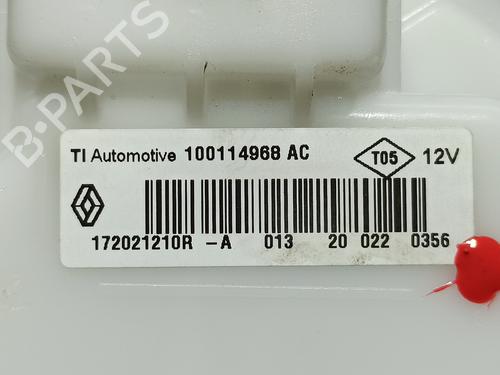 B-PARTS
TI Automotive 100114968 AC T05 12V
172021210R -A 013 20 022 0356